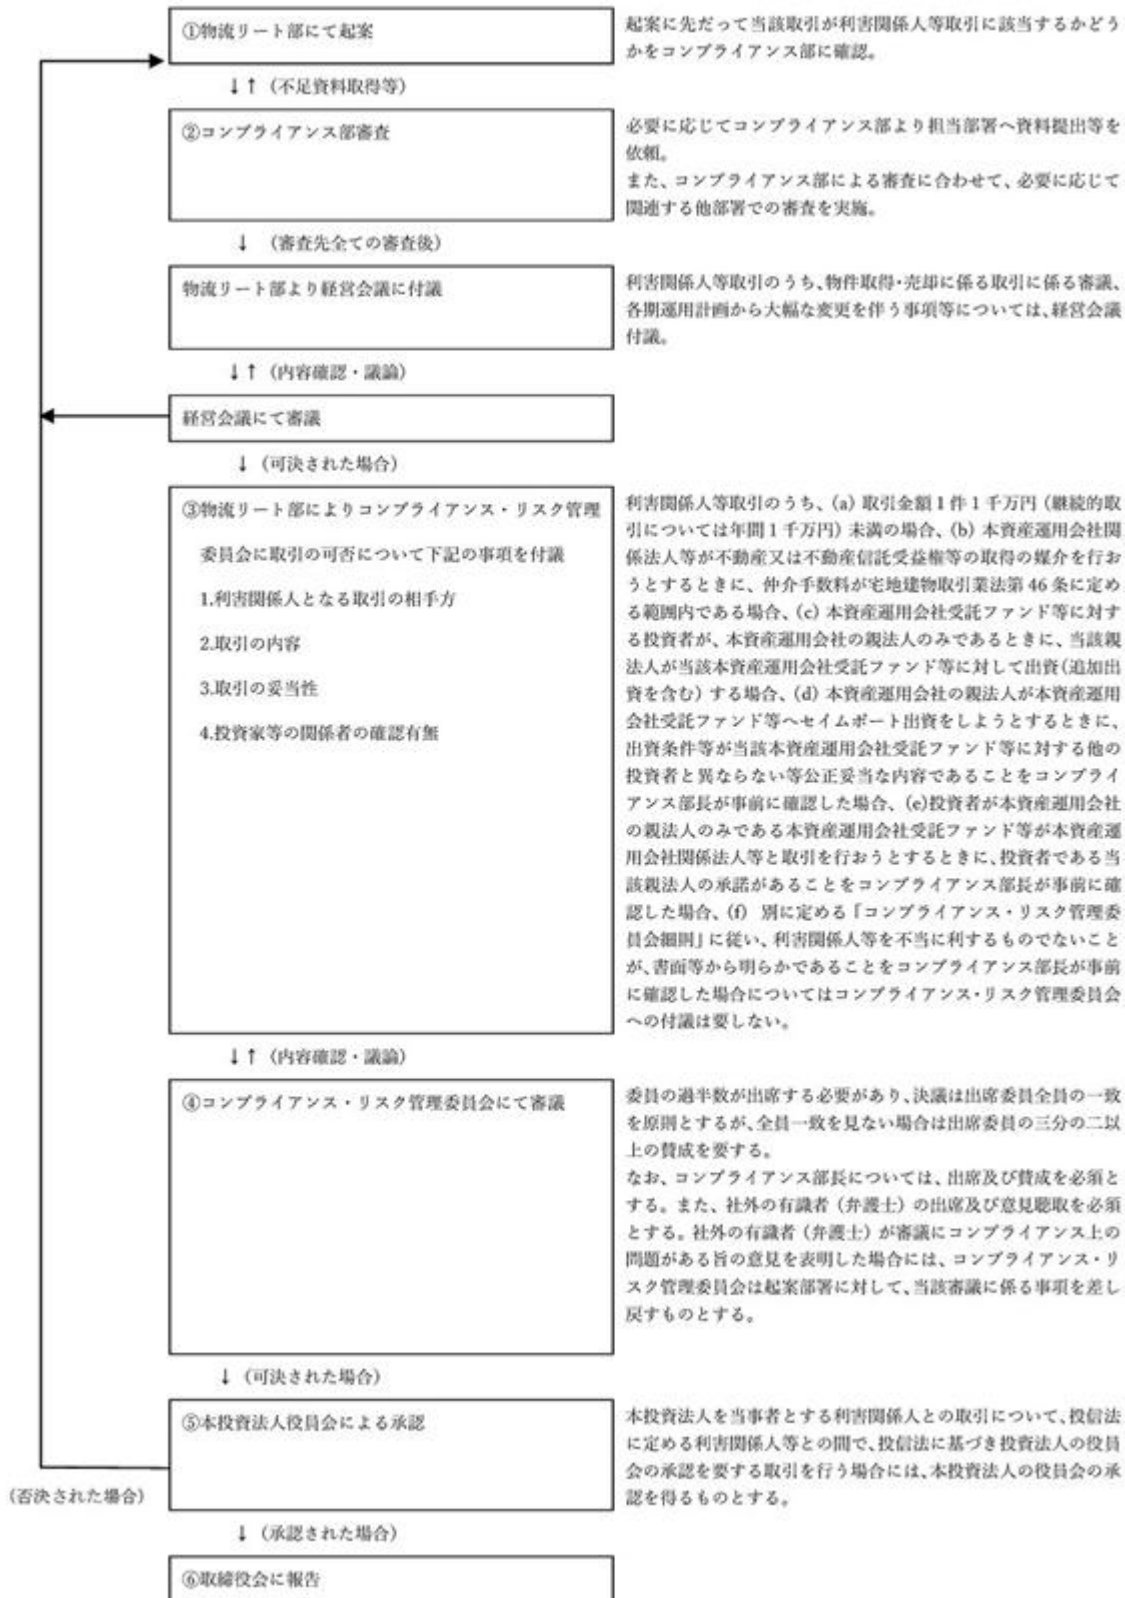 ①物流リート部にて起案
起案に先だって当該取引が利害関係人等取引に該当するかどう
かをコンプライアンス部に確認。
↓↑（不足資料取得等）
②コンプライアンス部審査
必要に応じてコンプライアンス部より担当部署へ資料提出等を
依頼。
また、コンプライアンス部による審査に合わせて、必要に応じて
関連する他部署での審査を実施。
↓ （審査先全ての審査後）
物流リート部より経営会議に付議
利害関係人等取引のうち、物件取得・売却に係る取引に係る審議、
各期運用計画から大幅な変更を伴う事項等については、経営会議
付議。
↓↑（内容確認・議論）
経営会議にて審議
↓（可決された場合）
③物流リート部によりコンプライアンス・リスク管理
委員会に取引の可否について下記の事項を付議
1.利害関係人となる取引の相手方
2.取引の内容
3.取引の妥当性
4.投資家等の関係者の確認有無
利害関係人等取引のうち、(a) 取引金額 1 件 1 千万円（継続的取
引については年間 1 千万円）未満の場合、(b) 本資産運用会社関
係法人等が不動産又は不動産信託受益権等の取得の媒介を行お
うとするときに、仲介手数料が宅地建物取引業法第 46 条に定め
る範囲内である場合、(c) 本資産運用会社受託ファンド等に対す
る投資者が、本資産運用会社の親法人のみであるときに、当該親
法人が当該本資産運用会社受託ファンド等に対して出資（追加出
資を含む）する場合、(d) 本資産運用会社の親法人が本資産運用
会社受託ファンド等へセイムボート出資をしようとするときに、
出資条件等が当該本資産運用会社受託ファンド等に対する他の
投資者と異ならない等公正妥当な内容であることをコンプライ
アンス部長が事前に確認した場合、(e)投資者が本資産運用会社
の親法人のみである本資産運用会社受託ファンド等が本資産運
用会社関係法人等と取引を行おうとするときに、投資者である当
該親法人の承諾があることをコンプライアンス部長が事前に確
認した場合、(f) 別に定める「コンプライアンス・リスク管理委
員会細則」に従い、利害関係人等を不当に利するものでないこと
が、書面等から明らかであることをコンプライアンス部長が事前
に確認した場合についてはコンプライアンス・リスク管理委員会
への付議は要しない。
↓↑（内容確認・議論）
④コンプライアンス・リスク管理委員会にて審議
委員の過半数が出席する必要があり、決議は出席委員全員の一致
を原則とするが、全員一致を見ない場合は出席委員の三分の二以
上の賛成を要する。
なお、コンプライアンス部長については、出席及び賛成を必須と
する。また、社外の有識者（弁護士）の出席及び意見聴取を必須
とする。社外の有識者（弁護士）が審議にコンプライアンス上の
問題がある旨の意見を表明した場合には、コンプライアンス・リ
スク管理委員会は起案部署に対して、当該審議に係る事項を差し
戻すものとする。
↓（可決された場合）
⑤本投資法人役員会による承認
本投資法人を当事者とする利害関係人との取引について、投信法
に定める利害関係人等との間で、投信法に基づき投資法人の役員
会の承認を要する取引を行う場合には、本投資法人の役員会の承
認を得るものとする。
（否決された場合）
↓（承認された場合）
⑥取締役会に報告